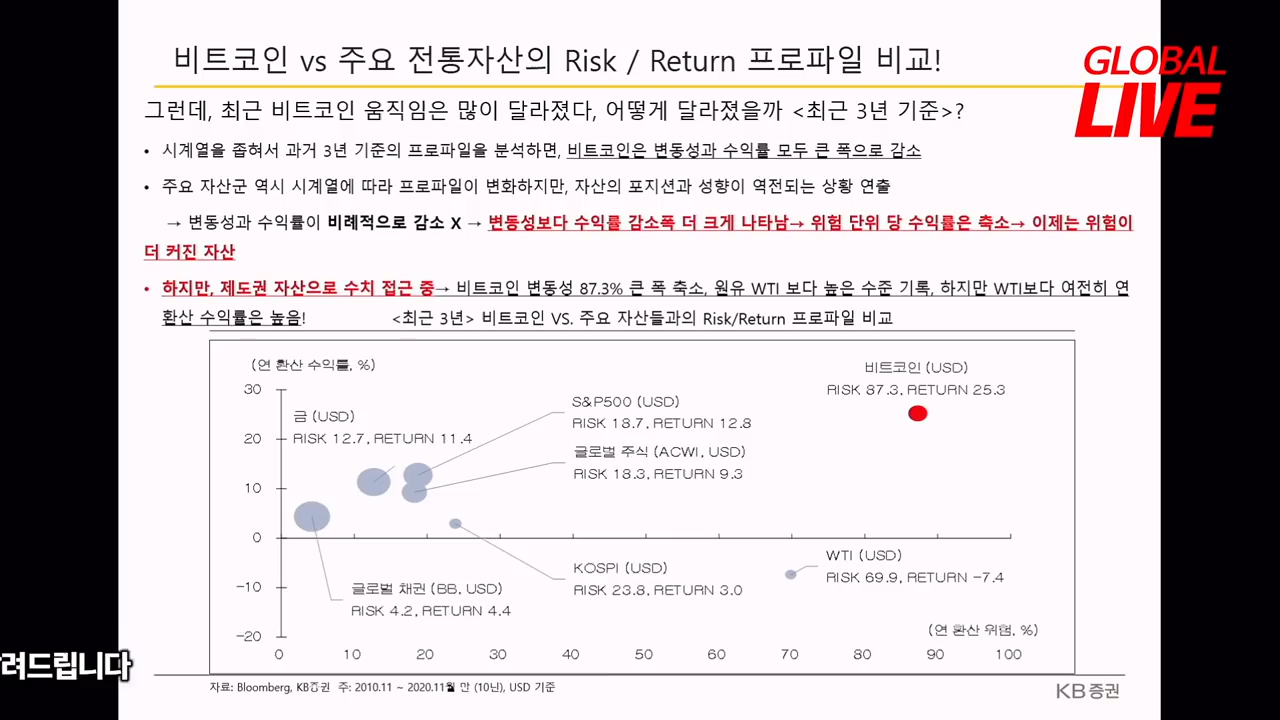 비트코인 vs 주요 전통자산의 Risk / Return 프로파일 비교!
GLOBAL
LIVE
그런데, 최근 비트코인 움직임은 많이 달라졌다, 어떻게 달라졌을까 <최근 3년 기준>?
• 시계열을 좁혀서 과거 3년 기준의 프로파일을 분석하면, 비트코인은 변동성과 수익률 모두 큰 폭으로 감소
• 주요 자산군 역시 시계열에 따라 프로파일이 변화하지만, 자산의 포지션과 성향이 역전되는 상황 연출
→ 변동성과 수익률이 비례적으로 감소 X → 변동성보다 수익률 감소폭 더 크게 나타남→ 위험 단위 당 수익률은 축소→ 이제는 위험이
더 커진 자산
• 하지만, 제도권 자산으로 수치 접근 중→ 비트코인 변동성 87.3% 큰 폭 축소, 원유 WTI 보다 높은 수준 기록, 하지만 WTI보다 여전히 연
환산 수익률은 높음!
<최근 3년> 비트코인 VS. 주요 자산들과의 Risk/Return 프로파일 비교
(연 환산 수익률, %)
30
20
10
0
-10
-20
금 (USD)
RISK 12.7, RETURN 11.4
S&P500 (USD)
RISK 18.7, RETURN 12.8
글로벌 주식 (ACWI, USD)
RISK 18.3, RETURN 9.3
비트코인 (USD)
RISK 87.3, RETURN 25.3
KOSPI (USD)
RISK 23.8, RETURN 3.0
WTI (USD)
RISK 69.9, RETURN -7.4
글로벌 채권 (BB, USD)
RISK 4.2, RETURN 4.4
(연 환산 위험, %)
0 10 20 30 40 50 60 70 80 90 100
려드립니다
자료: Bloomberg, KB증권 주: 2010.11 ~ 2020.11월 만 (10년), USD 기준
KB증권